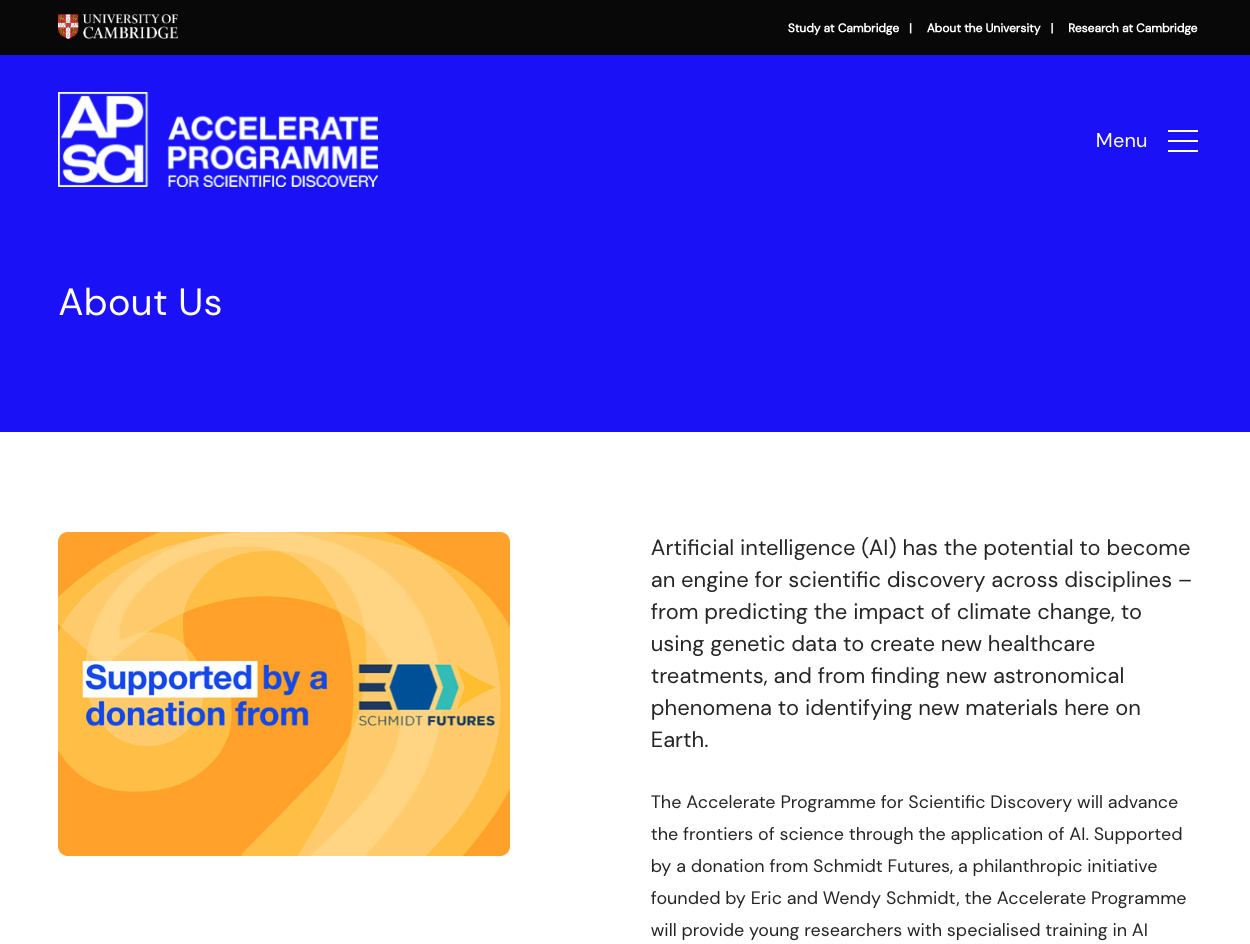 UNIVERSITY OF
CAMBRIDGE
Study at Cambridge | About the University | Research at Cambridge
AP
SCI
ACCELERATE
PROGRAMME
FOR SCIENTIFIC DISCOVERY
Menu
About Us
Supported by a
donation from
SCHMIDT FUTURES
Artificial intelligence (AI) has the potential to become
an engine for scientific discovery across disciplines –
from predicting the impact of climate change, to
using genetic data to create new healthcare
treatments, and from finding new astronomical
phenomena to identifying new materials here on
Earth.
The Accelerate Programme for Scientific Discovery will advance
the frontiers of science through the application of AI. Supported
by a donation from Schmidt Futures, a philanthropic initiative
founded by Eric and Wendy Schmidt, the Accelerate Programme
will provide young researchers with specialised training in AI